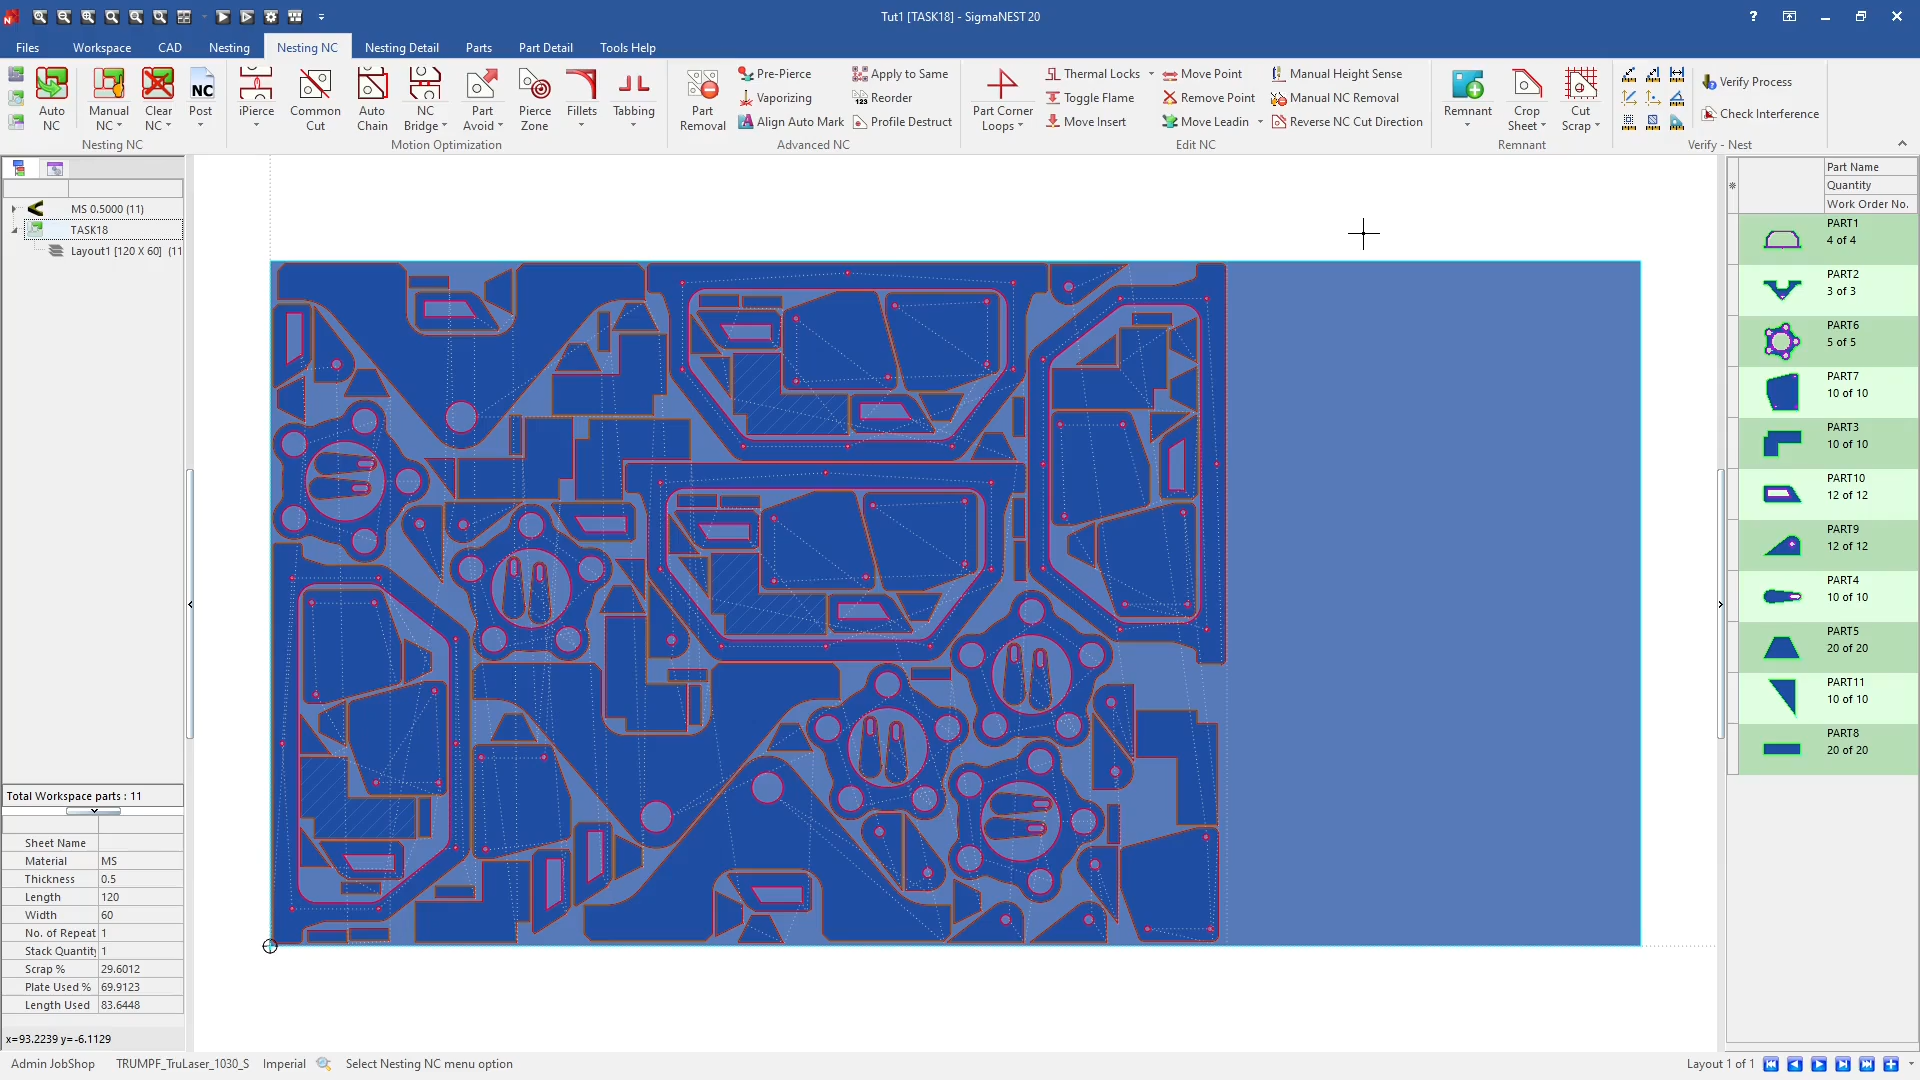 Tut1 [TASK18] - SigmaNEST 20
Files Workspace CAD Nesting Nesting NC Nesting Detail Parts Part Detail Tools Help
Auto NC
Manual NC
Clear NC
NC
Post
Nesting NC
iPierce
Common Cut
Auto Chain
NC Bridge
Part Avoid
Pierce Zone
Fillets
Tabbing
Motion Optimization
Part Removal
Pre-Pierce
Vaporizing
Align Auto Mark
Apply to Same
123 Reorder
Profile Destruct
Advanced NC
Part Corner Loops
Thermal Locks
Toggle Flame
Move Insert
Move Point
Remove Point
Move Leadin
Manual Height Sense
Manual NC Removal
Reverse NC Cut Direction
Edit NC
Remnant
Crop Sheet
Cut Scrap
Remnant
Verify Process
Check Interference
Verify - Nest
MS 0.5000 (11)
TASK18
Layout1 [120 X 60] (11
Total Workspace parts : 11
Sheet Name
Material MS
Thickness 0.5
Length 120
Width 60
No. of Repeat 1
Stack Quantity 1
Scrap % 29.6012
Plate Used % 69.9123
Length Used 83.6448
x=93.2239 y=-6.1129
Part Name
Quantity
Work Order No.
PART1
4 of 4
PART2
3 of 3
PART6
5 of 5
PART7
10 of 10
PART3
10 of 10
PART10
12 of 12
PART9
12 of 12
PART4
10 of 10
PART5
20 of 20
PART11
10 of 10
PART8
20 of 20
Admin JobShop TRUMPF_TruLaser_1030_S Imperial Select Nesting NC menu option Layout 1 of 1